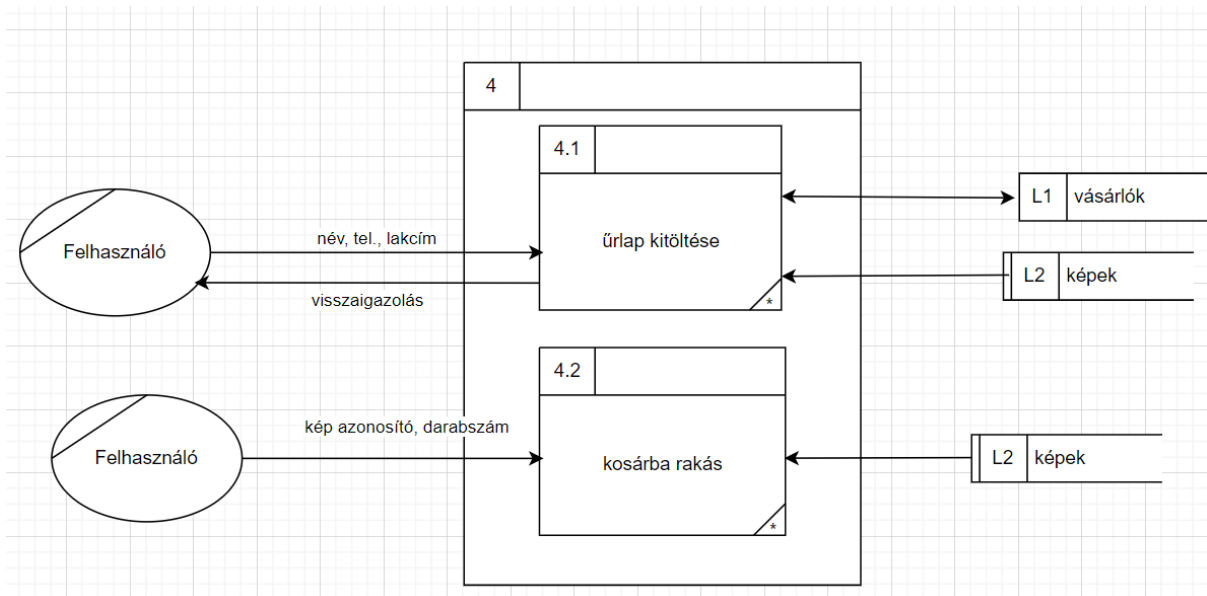 4
4.1
L1 vásárlók
név, tel., lakcím
űrlap kitöltése
Felhasználó
L2 képek
visszaigazolás
*
4.2
kép azonosító, darabszám
Felhasználó
kosárba rakás
L2 képek
*